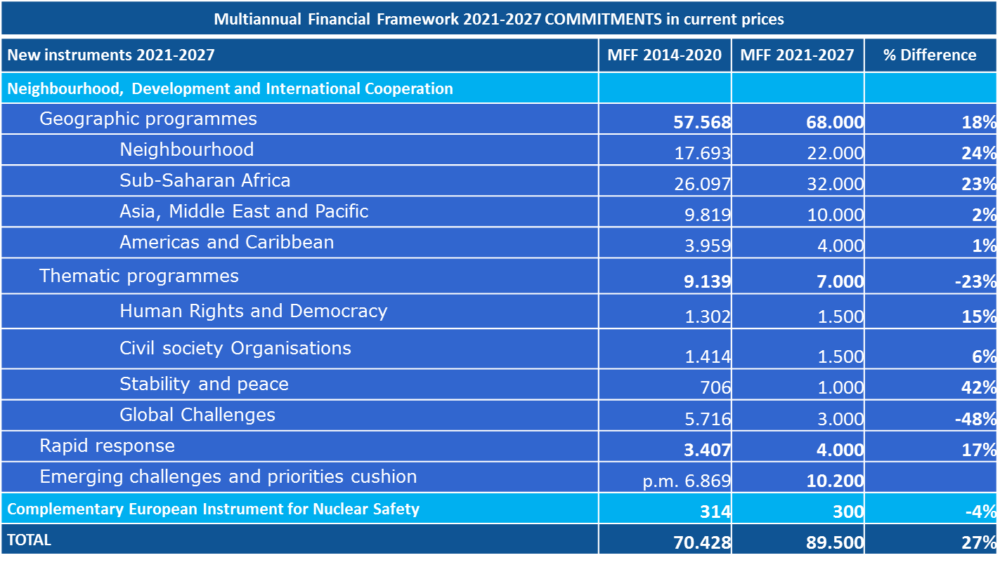 Multiannual Financial Framework 2021-2027 COMMITMENTS in current prices
New instruments 2021-2027 MFF 2014-2020 MFF 2021-2027 % Difference
Neighbourhood, Development and International Cooperation
Geographic programmes 57.568 68.000 18%
Neighbourhood 17.693 22.000 24%
Sub-Saharan Africa 26.097 32.000 23%
Asia, Middle East and Pacific 9.819 10.000 2%
Americas and Caribbean 3.959 4.000 1%
Thematic programmes 9.139 7.000 -23%
Human Rights and Democracy 1.302 1.500 15%
Civil society Organisations 1.414 1.500 6%
Stability and peace 706 1.000 42%
Global Challenges 5.716 3.000 -48%
Rapid response 3.407 4.000 17%
Emerging challenges and priorities cushion p.m. 6.869 10.200
Complementary European Instrument for Nuclear Safety 314 300 -4%
TOTAL 70.428 89.500 27%